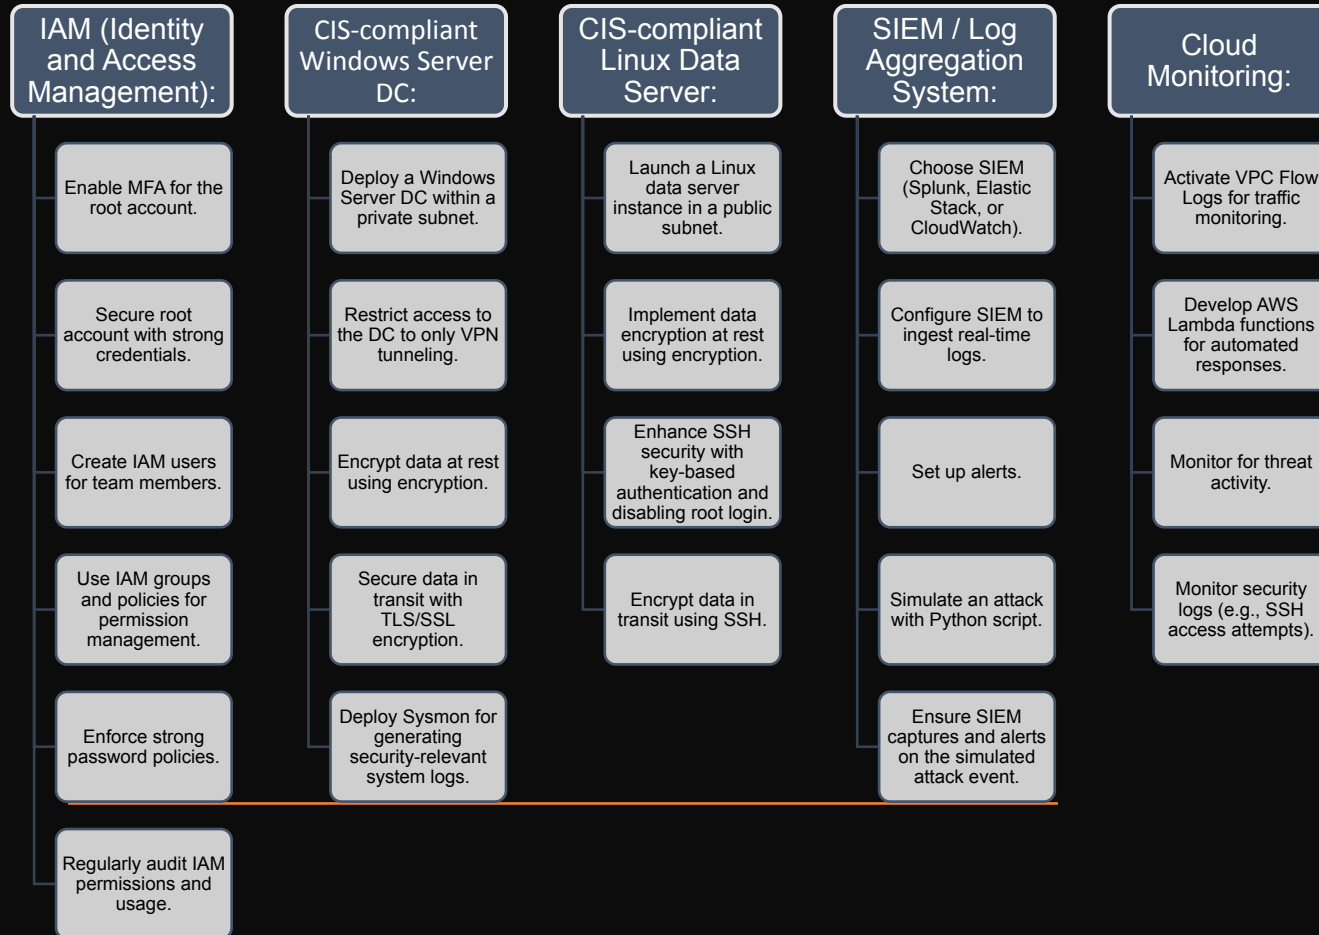 IAM (Identity
and Access
Management):
Enable MFA for the
root account.
Secure root
account with strong
credentials.
Create IAM users
for team members.
Use IAM groups
and policies for
permission
management.
Enforce strong
password policies.
Regularly audit IAM
permissions and
usage.
CIS-compliant
Windows Server
DC:
Deploy a Windows
Server DC within a
private subnet.
Restrict access to
the DC to only VPN
tunneling.
Encrypt data at rest
using encryption.
Secure data in
transit with
TLS/SSL
encryption.
Deploy Sysmon for
generating
security-relevant
system logs.
CIS-compliant
Linux Data
Server:
Launch a Linux
data server
instance in a public
subnet.
Implement data
encryption at rest
using encryption.
Enhance SSH
security with
key-based
authentication and
disabling root login.
Encrypt data in
transit using SSH.
SIEM / Log
Aggregation
System:
Choose SIEM
(Splunk, Elastic
Stack, or
CloudWatch).
Configure SIEM to
ingest real-time
logs.
Set up alerts.
Simulate an attack
with Python script.
Ensure SIEM
captures and alerts
on the simulated
attack event.
Cloud
Monitoring:
Activate VPC Flow
Logs for traffic
monitoring.
Develop AWS
Lambda functions
for automated
responses.
Monitor for threat
activity.
Monitor security
logs (e.g., SSH
access attempts).